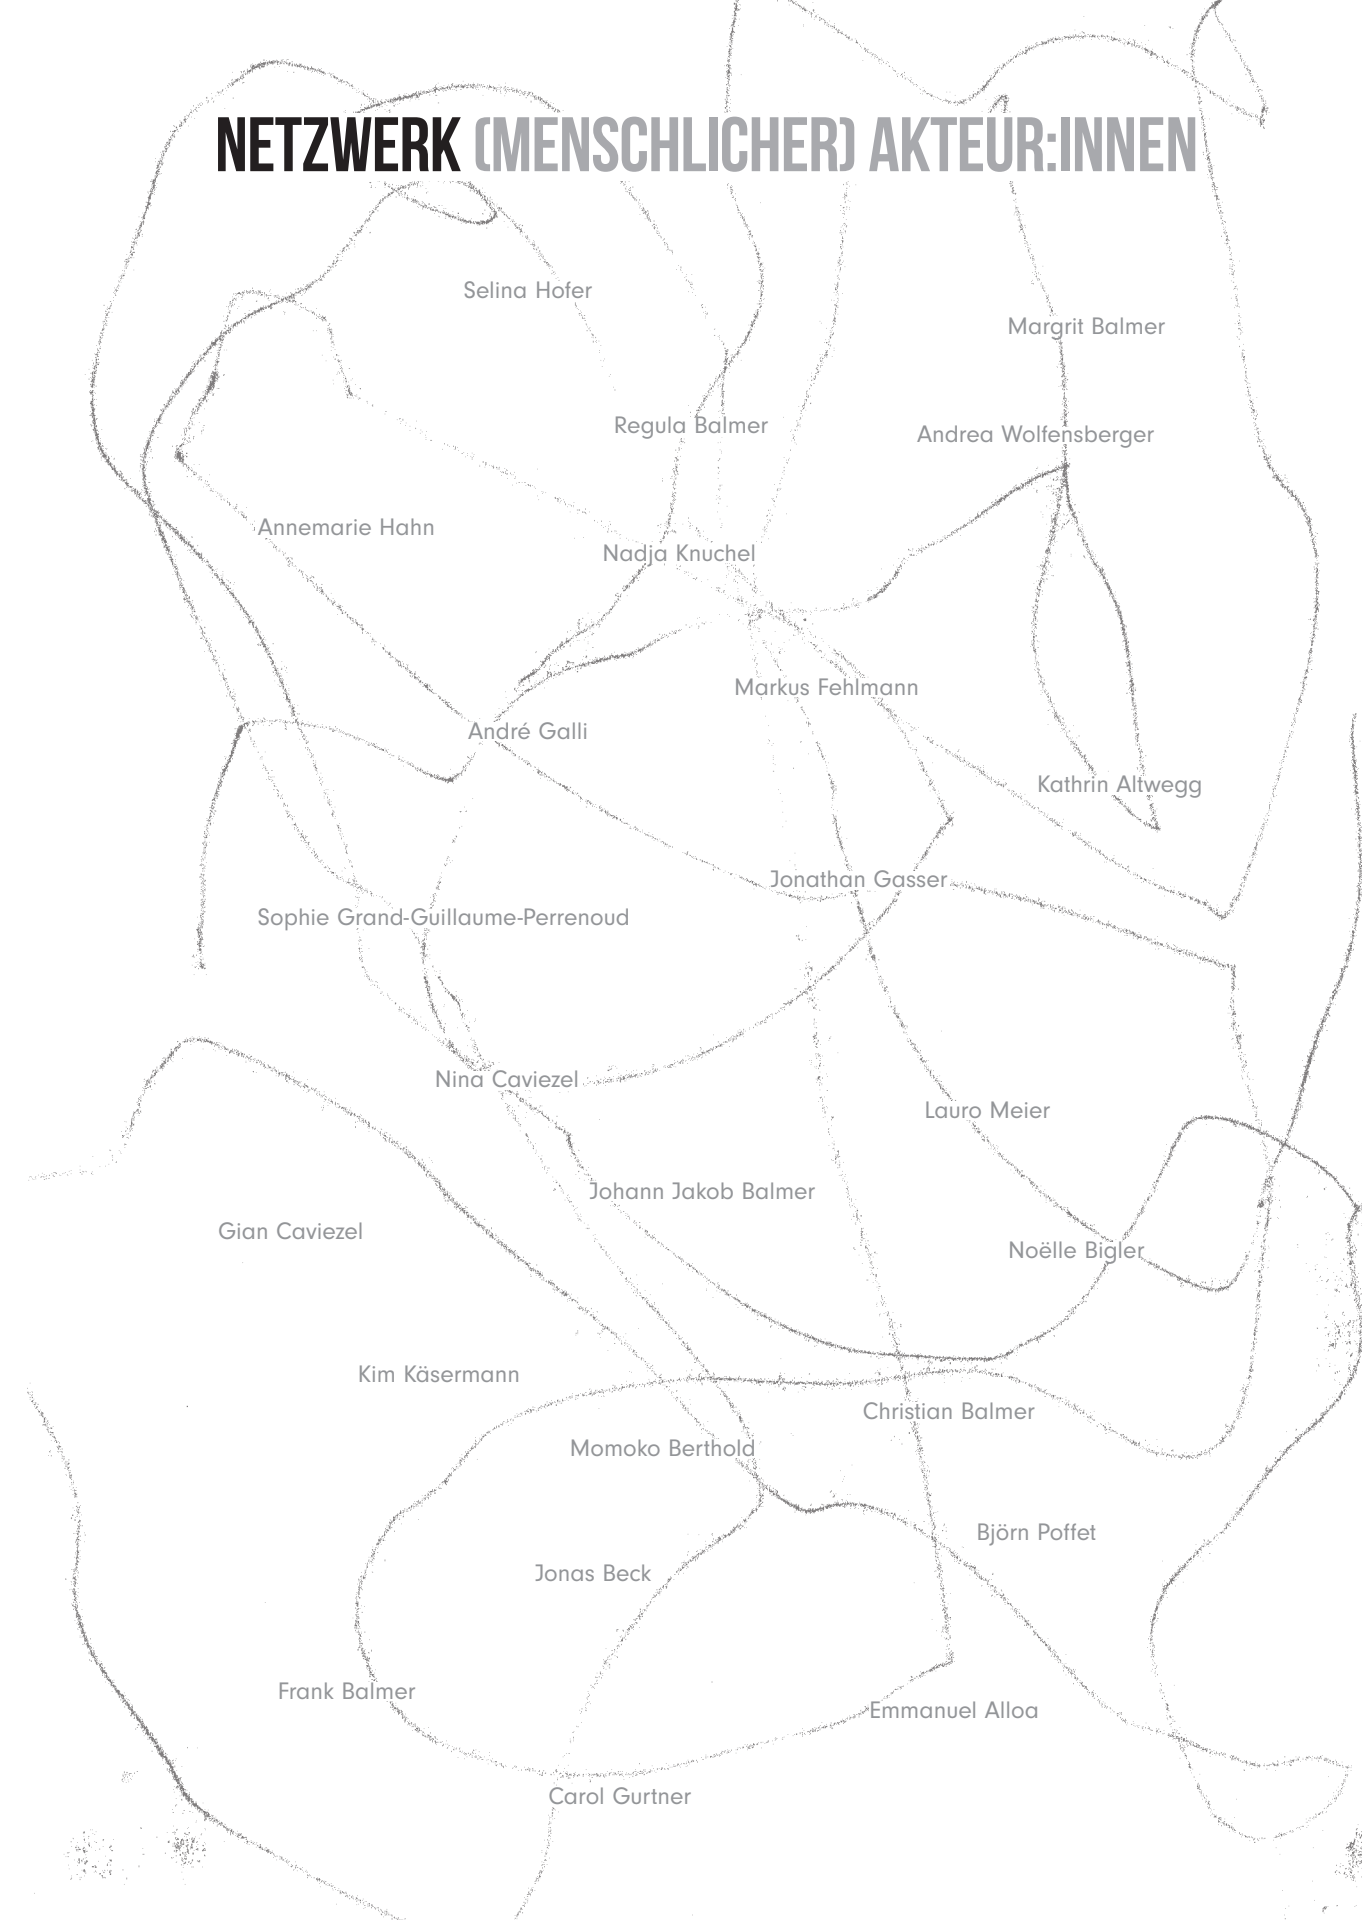 NETZWERK (MENSCHLICHER) AKTEUR:INNEN
Selina Hofer
Margrit Balmer
Regula Balmer
Andrea Wolfensberger
Annemarie Hahn
Nadja Knuchel
Markus Fehlmann
André Galli
Kathrin Altwegg
Jonathan Gasser
Sophie Grand-Guillaume-Perrenoud
Nina Caviezel
Lauro Meier
Johann Jakob Balmer
Gian Caviezel
Noëlle Bigler
Kim Käsermann
Christian Balmer
Momoko Berthold
Björn Poffet
Jonas Beck
Frank Balmer
Emmanuel Alloa
Carol Gurtner